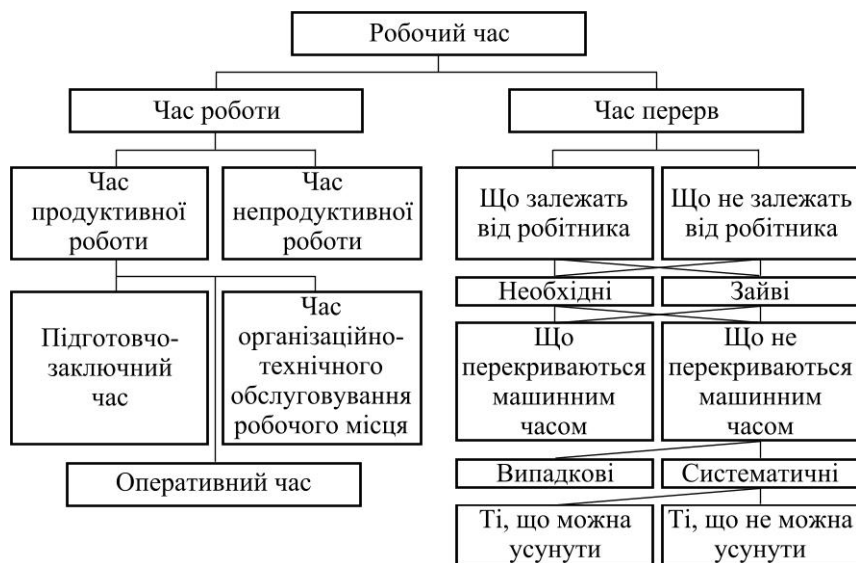 Робочий час
Час роботи
Час перерв
Час
продуктивної
роботи
Час
непродуктивної
роботи
Що залежать
від робітника
Що не залежать
від робітника
Необхідні
Зайві
Підготовчо-
заключний
час
Час
організаційно-
технічного
обслуговування
робочого місця
Що
перекриваються
машинним
часом
Що не
перекриваються
машинним
часом
Оперативний час
Випадкові
Систематичні
Ті, що можна
усунути
Ті, що не можна
усунути